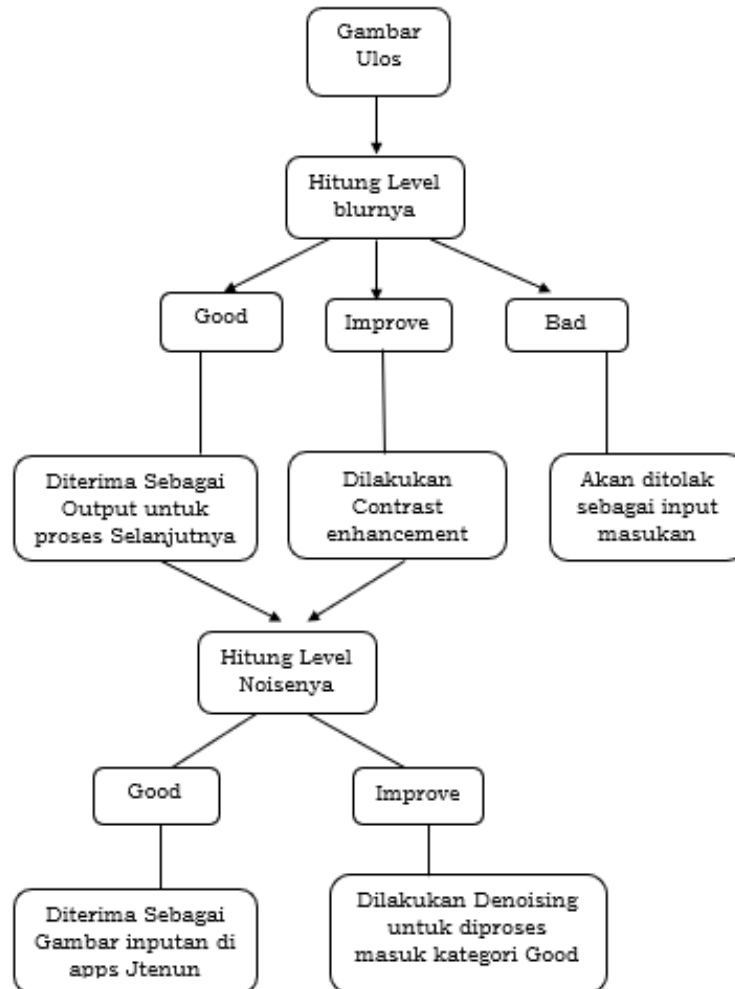 Gambar
Ulos
Hitung Level
blurnya
Good
Improve
Bad
Diterima Sebagai
Output untuk
proses Selanjutnya
Dilakukan
Contrast
enhancement
Akan ditolak
sebagai input
masukan
Hitung Level
Noisenya
Good
Improve
Diterima Sebagai
Gambar inputan di
apps Jtenun
Dilakukan Denoising
untuk diproses
masuk kategori Good